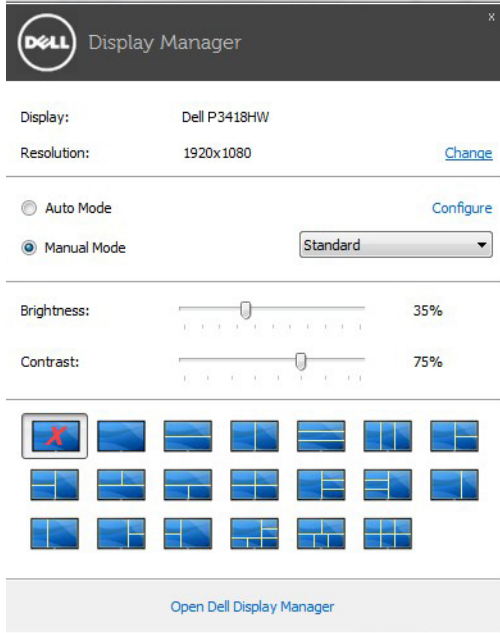 x
DELL Display Manager
Display: Dell P3418HW
Resolution: 1920x1080 Change
Auto Mode Configure
Manual Mode Standard
Brightness: 35%
Contrast: 75%
X
Open Dell Display Manager